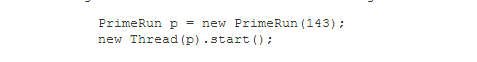 PrimeRun p = new PrimeRun(143);
new Thread(p).start();